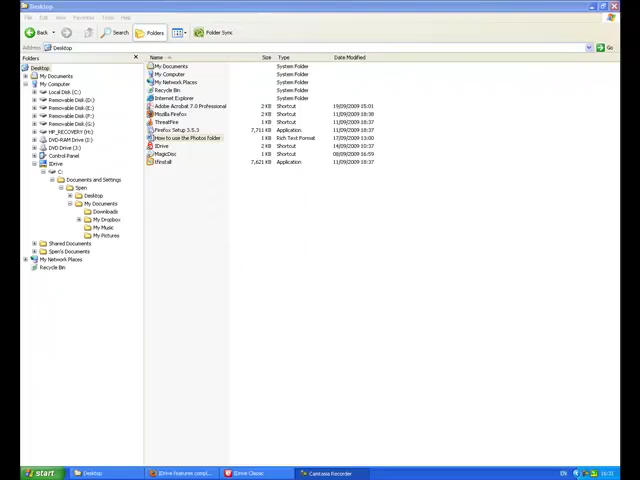 Desktop
File Edit View Favorites Tools Help
Back Search Folders Folder Sync
Address Desktop Go
Folders
Name Size Type Date Modified
Desktop
My Documents
My Computer
Local Disk (C:)
Removable Disk (D:)
Removable Disk (E:)
Removable Disk (F:)
Removable Disk (G:)
HP_RECOVERY (H:)
DVD-RAM Drive (I:)
DVD Drive (J:)
Control Panel
IDrive
C:
Documents and Settings
Spen
Desktop
My Documents
Downloads
My Dropbox
My Music
My Pictures
Shared Documents
Spen's Documents
My Network Places
Recycle Bin
My Documents System Folder
My Computer System Folder
My Network Places System Folder
Recycle Bin System Folder
Internet Explorer System Folder
Adobe Acrobat 7.0 Professional 2 KB Shortcut 19/09/2009 15:01
Mozilla Firefox 2 KB Shortcut 11/09/2009 18:38
ThreatFire 1 KB Shortcut 11/09/2009 18:37
Firefox Setup 3.5.3 7,711 KB Application 11/09/2009 18:37
How to use the Photos folder 1 KB Rich Text Format 17/09/2009 13:00
IDrive 2 KB Shortcut 14/09/2009 10:37
MagicDisc 1 KB Shortcut 08/09/2009 16:59
tfinstall 7,621 KB Application 11/09/2009 18:37
start Desktop IDrive Features compl... IDrive Classic Camtasia Recorder EN 16:31